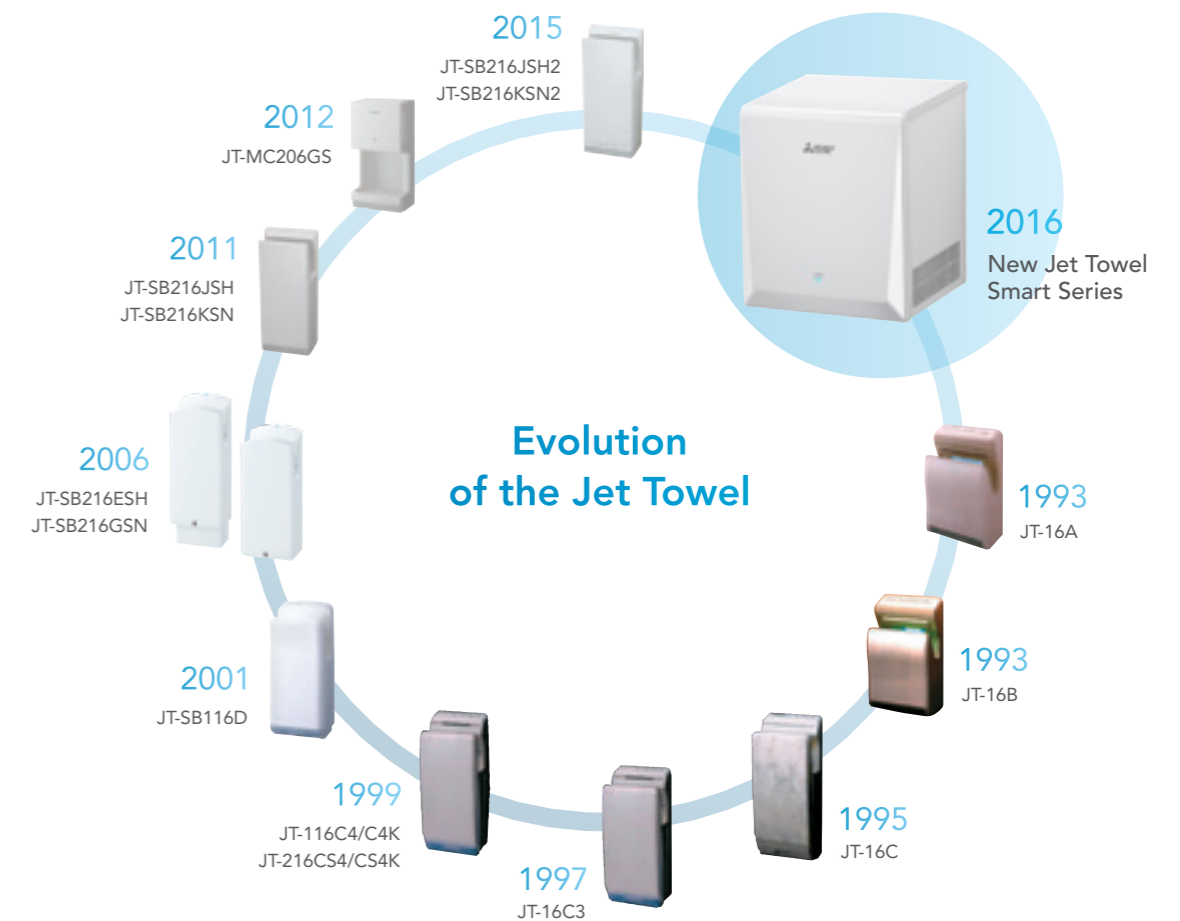 2015
JT-SB216JSH2
JT-SB216KSN2
2012
JT-MC206GS
2016
New Jet Towel
Smart Series
2011
JT-SB216JSH
JT-SB216KSN
Evolution
of the Jet Towel
2006
JT-SB216ESH
JT-SB216GSN
1993
JT-16A
1993
JT-16B
2001
JT-SB116D
1999
JT-116C4/C4K
JT-216CS4/CS4K
1995
JT-16C
1997
JT-16C3